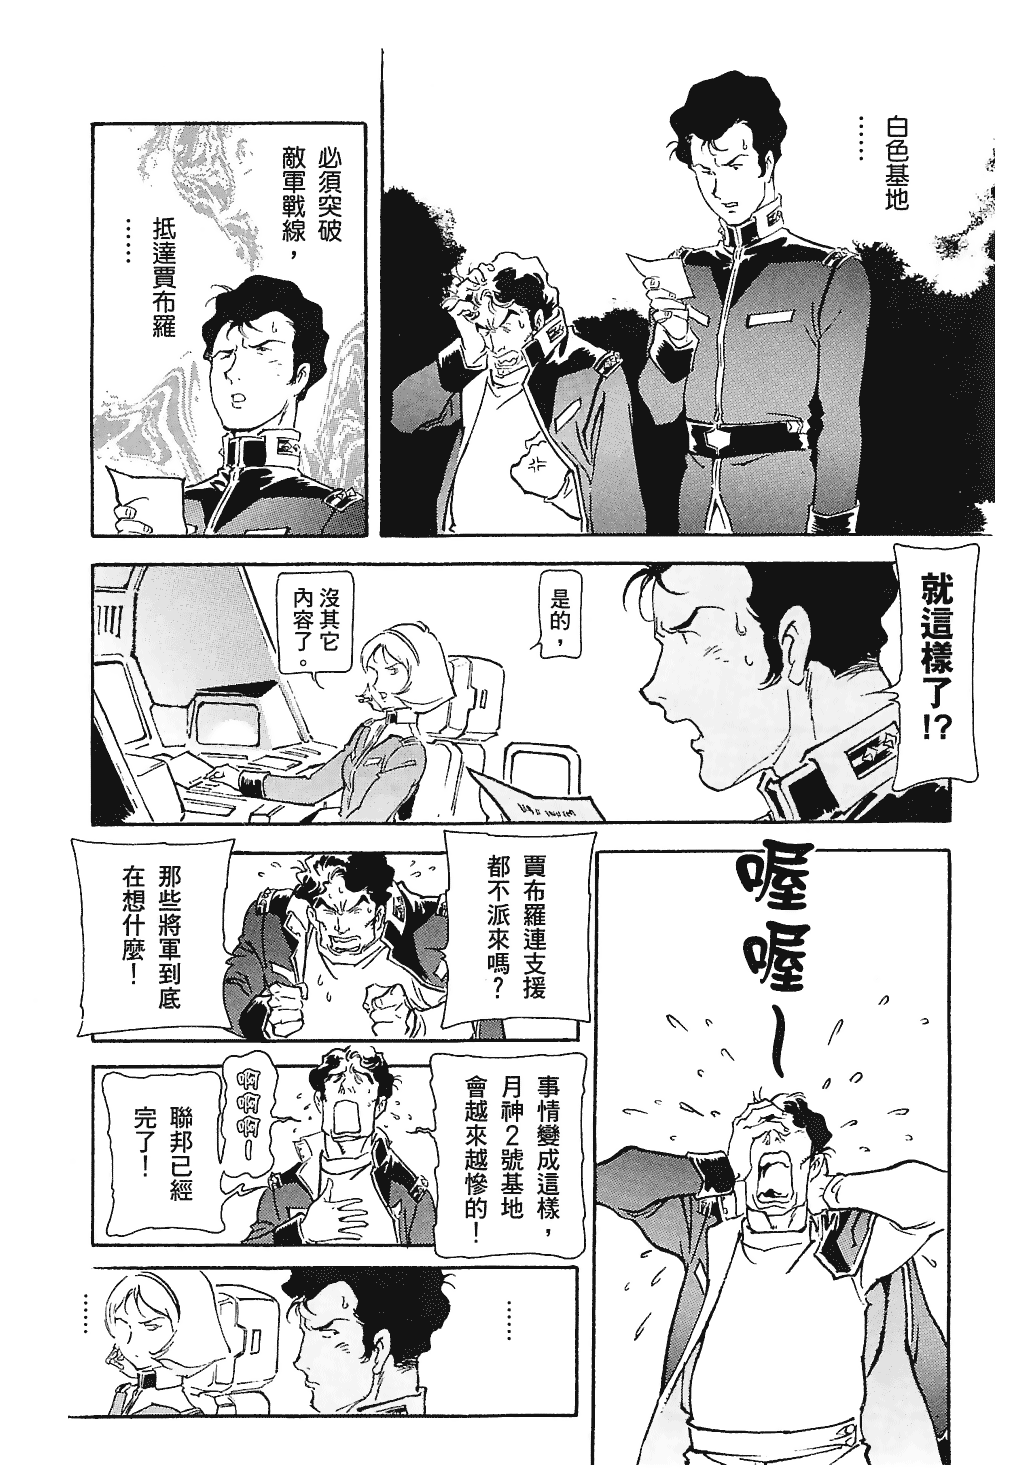 白色基地
……
必須突破
敵軍戰線，
抵達賈布羅
……
就這樣了!?
是的，
沒其它
內容了。
喔喔～
賈布羅連支援
都不派來嗎？
那些將軍到底
在想什麼！
事情變成這樣，
月神2號基地
會越來越慘的！
啊啊啊～
聯邦已經
完了！
……
……